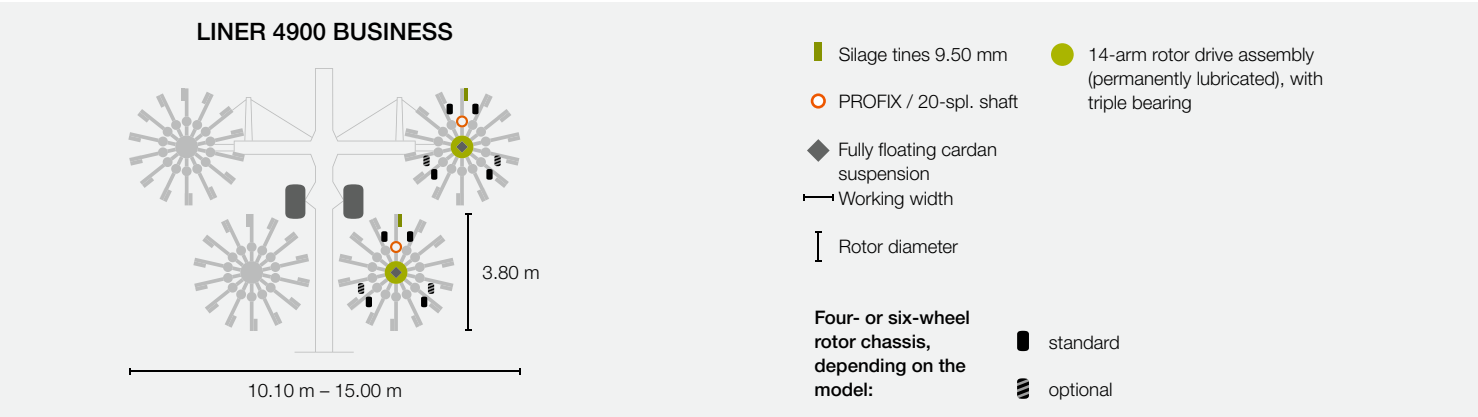 LINER 4900 BUSINESS
3.80 m
10.10 m – 15.00 m
Silage tines 9.50 mm
PROFIX / 20-spl. shaft
Fully floating cardan
suspension
Working width
Rotor diameter
14-arm rotor drive assembly
(permanently lubricated), with
triple bearing
Four- or six-wheel
rotor chassis,
depending on the
model:
standard
optional